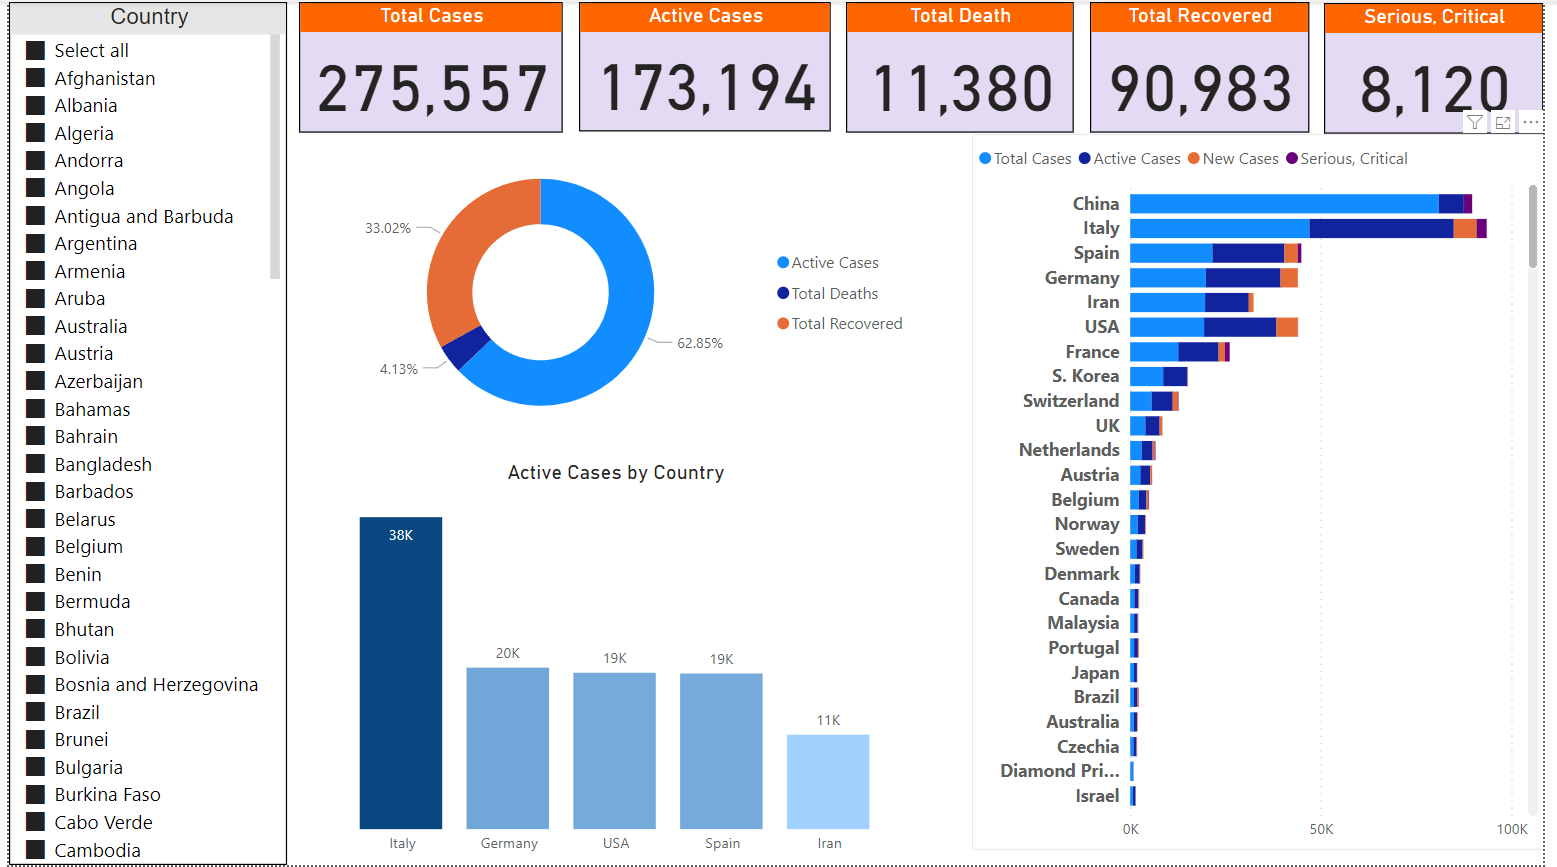 Country
Select all
Afghanistan
Albania
Algeria
Andorra
Angola
Antigua and Barbuda
Argentina
Armenia
Aruba
Australia
Austria
Azerbaijan
Bahamas
Bahrain
Bangladesh
Barbados
Belarus
Belgium
Benin
Bermuda
Bhutan
Bolivia
Bosnia and Herzegovina
Brazil
Brunei
Bulgaria
Burkina Faso
Cabo Verde
Cambodia
Total Cases
275,557
Active Cases
173,194
Total Death
11,380
Total Recovered
90,983
Serious, Critical
8,120
33.02%
4.13%
62.85%
Active Cases
Total Deaths
Total Recovered
Active Cases by Country
38K
20K
19K
19K
11K
Italy
Germany
USA
Spain
Iran
Total Cases Active Cases New Cases Serious, Critical
China
Italy
Spain
Germany
Iran
USA
France
S. Korea
Switzerland
UK
Netherlands
Austria
Belgium
Norway
Sweden
Denmark
Canada
Malaysia
Portugal
Japan
Brazil
Australia
Czechia
Diamond Pri...
Israel
0K 50K 100K